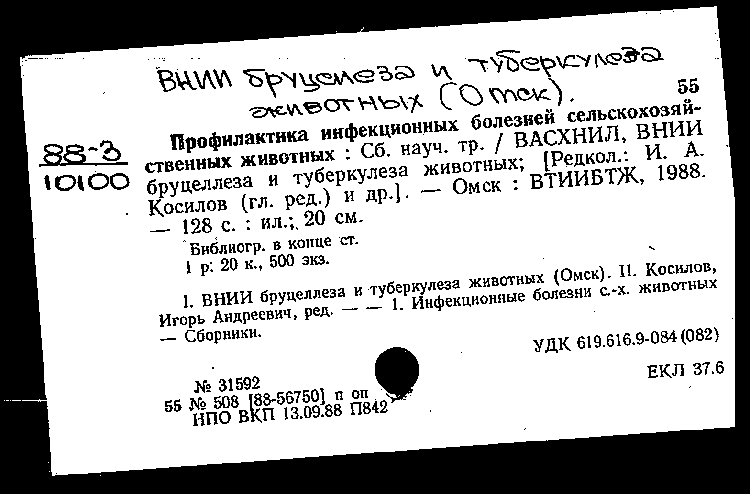 ВНИИ бруцелеза и туберкулеза
животных (Омск).
55
88-3
10100
Профилактика инфекционных болезней сельскохозяй-
ственных животных : Сб. науч. тр. / ВАСХНИЛ, ВНИИ
бруцеллеза и туберкулеза животных; [Редкол.: И. А.
Косилов (гл. ред.) и др.]. — Омск : ВТИИБТЖ, 1988.
— 128 с. : ил.; 20 см.
Библиогр. в конце ст.
1 р. 20 к., 500 экз.
I. ВНИИ бруцеллеза и туберкулеза животных (Омск). II. Косилов,
Игорь Андреевич, ред. — — 1. Инфекционные болезни с.-х. животных
— Сборники.
УДК 619.616.9-084 (082)
ЕКЛ 37.6
№ 31592
55 № 508 [88-56750] п оп
НПО ВКП 13.09.88 П842